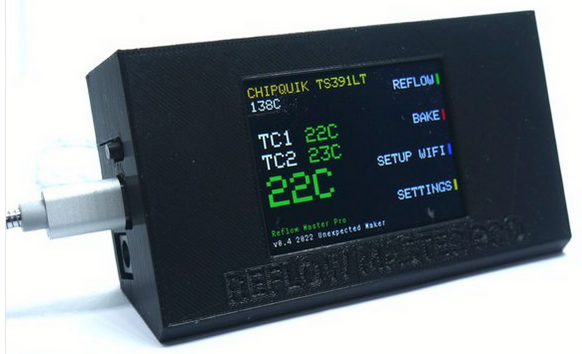 CHIPQUIK TS391LT
138C
TC1 22C
TC2 23C
22C
Reflow Master Pro
v0.4 2022 Unexpected Maker
REFLOW
BAKE
SETUP WIFI
SETTINGS
REFLOW MASTER PRO